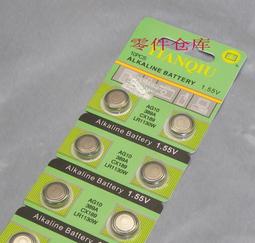 零件仓库
10PCS
TIANQIU
ALKALINE BATTERY 1.55V
AG10
389A
CX189
LR1130W
Alkaline Battery 1.55V
AG10
389A
CX189
LR1130W
Alkaline Battery 1.55V
AG10
389A
CX189
LR1130W